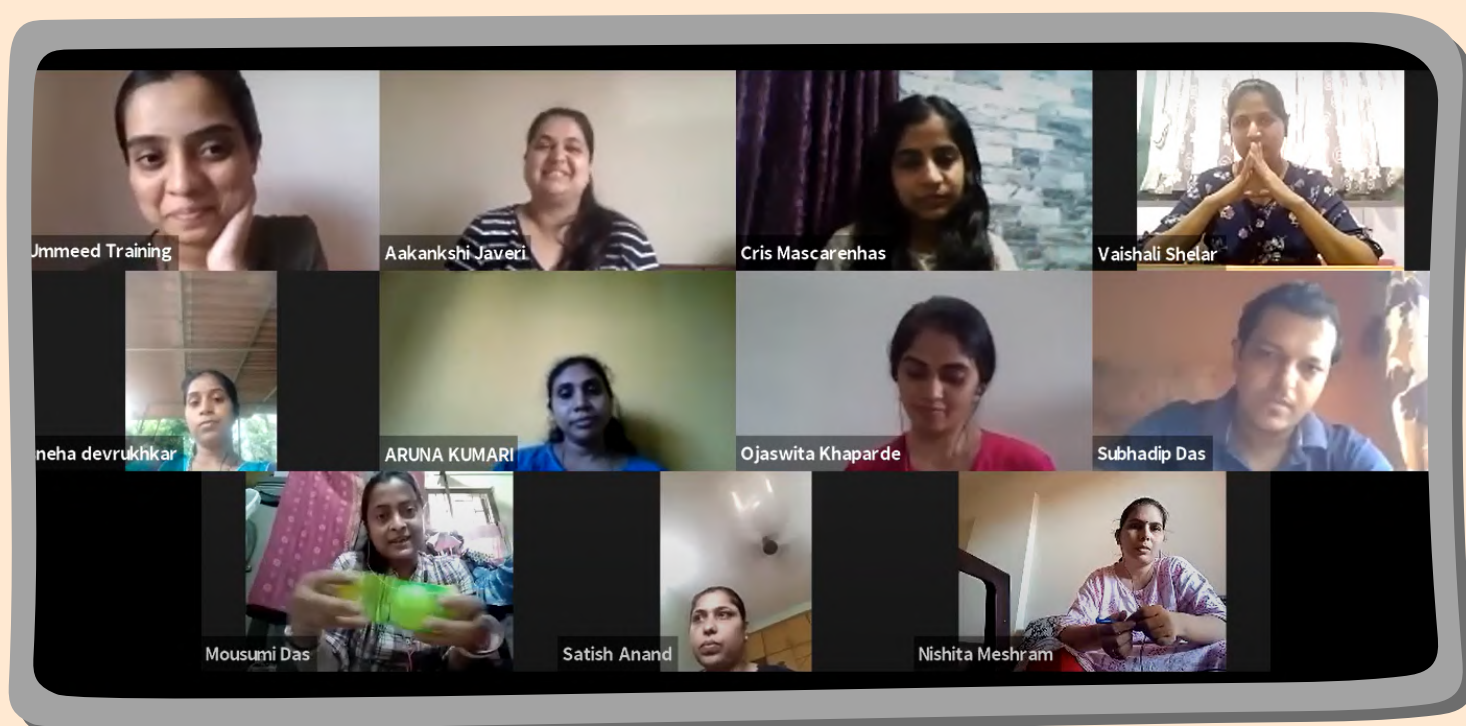 Ummeed Training
Aakankshi Javeri
Cris Mascarenhas
Vaishali Shelar
neha devrukhkar
ARUNA KUMARI
Ojaswita Khaparde
Subhadip Das
Mousumi Das
Satish Anand
Nishita Meshram